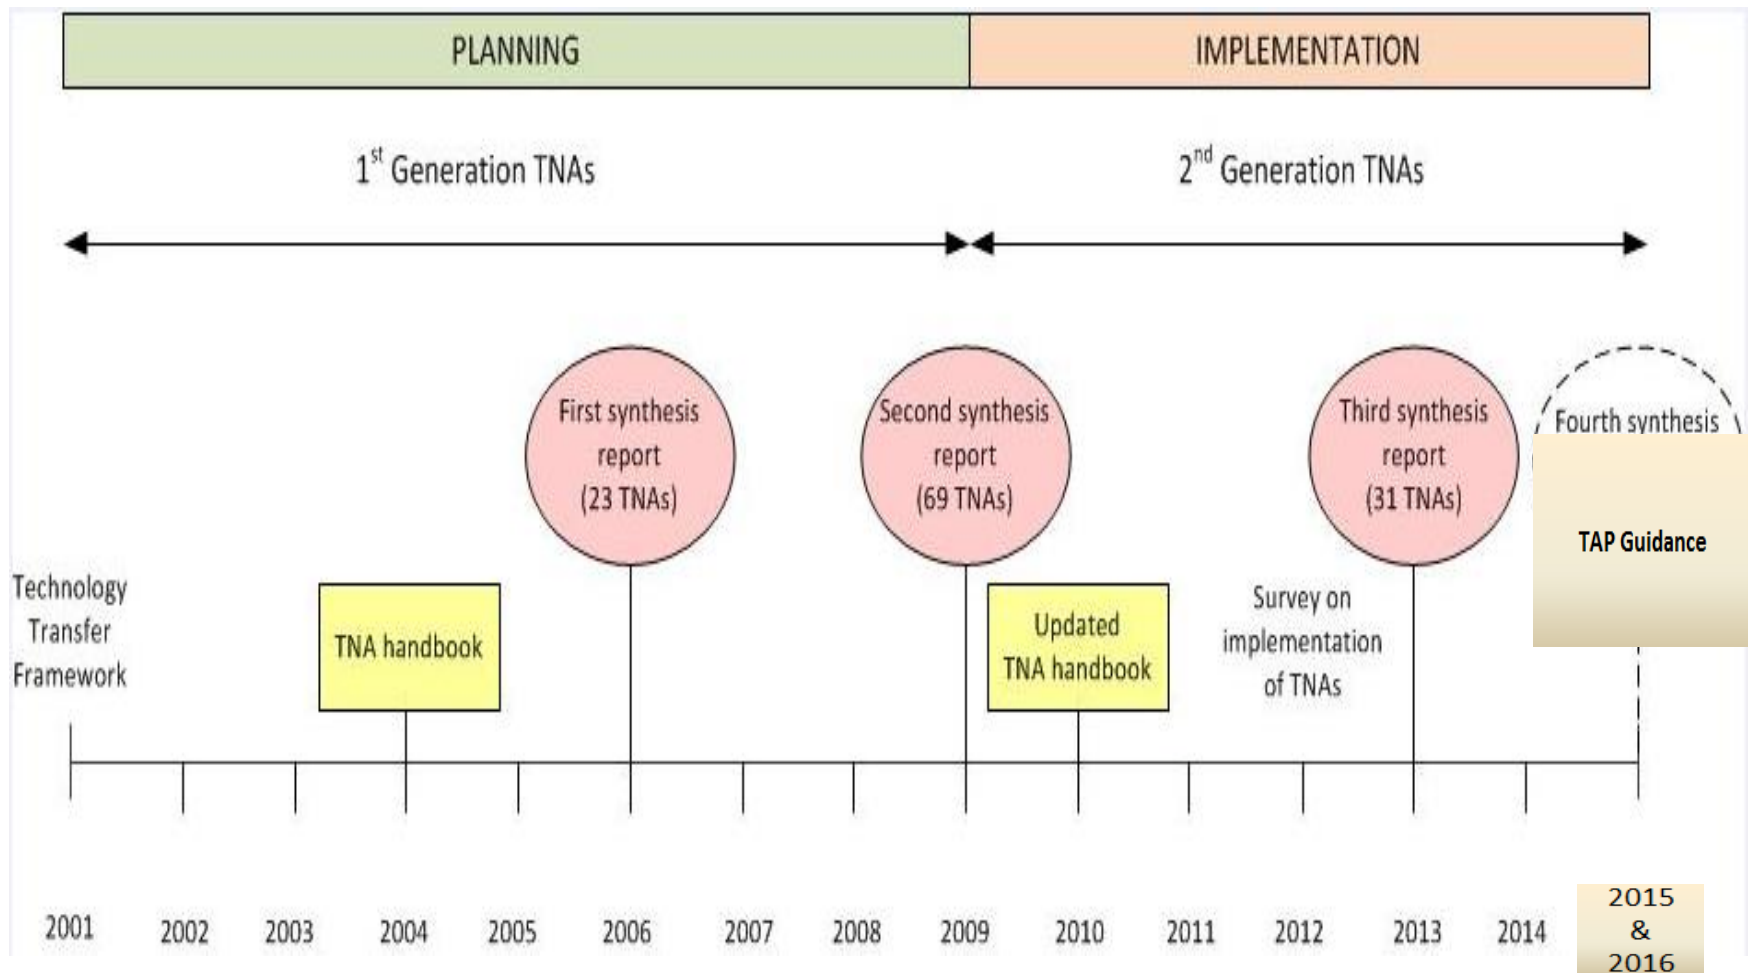 PLANNING
IMPLEMENTATION
1st Generation TNAs
2nd Generation TNAs
First synthesis
report
(23 TNAs)
Second synthesis
report
(69 TNAs)
Third synthesis
report
(31 TNAs)
Fourth synthesis
TAP Guidance
Technology
Transfer
Framework
TNA handbook
Updated
TNA handbook
Survey on
implementation
of TNAs
2001
2002
2003
2004
2005
2006
2007
2008
2009
2010
2011
2012
2013
2014
2015
&
2016